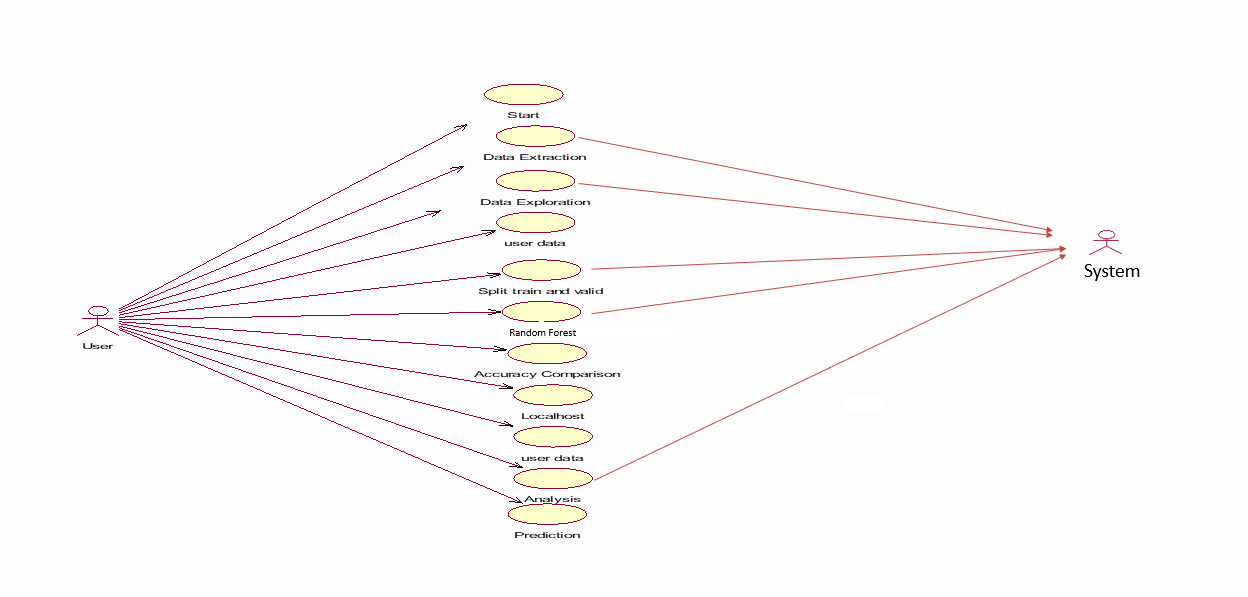 Start
Data Extraction
Data Exploration
user data
Split train and valid
Random Forest
Accuracy Comparison
Localhost
user data
Analysis
Prediction
User
System